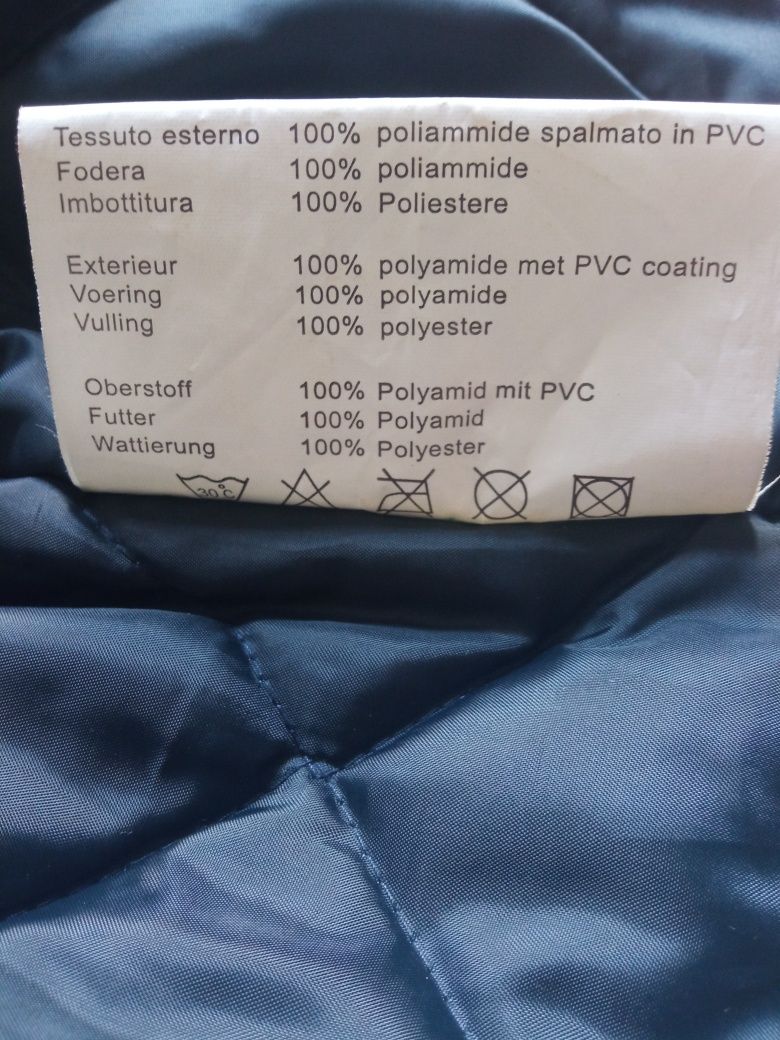 Tessuto esterno 100% poliammide spalmato in PVC
Fodera 100% poliammide
Imbottitura 100% Poliestere
Exterieur 100% polyamide met PVC coating
Voering 100% polyamide
Vulling 100% polyester
Oberstoff 100% Polyamid mit PVC
Futter 100% Polyamid
Wattierung 100% Polyester
30°C